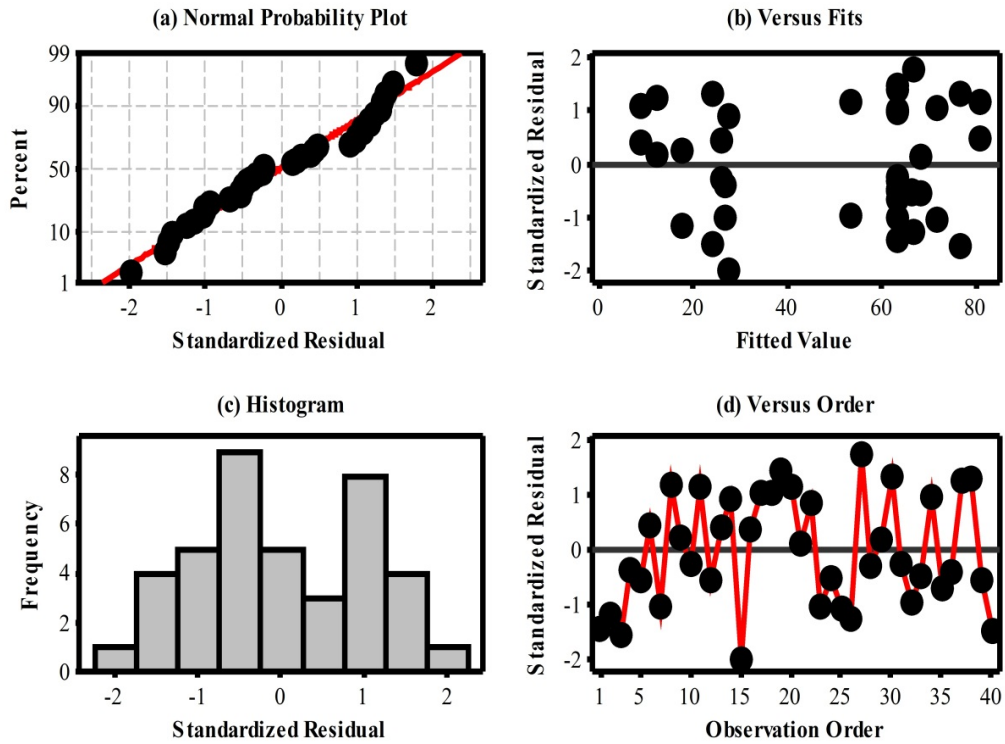 (a) Normal Probability Plot
Percent
99
90
50
10
1
-2 -1 0 1 2
Standardized Residual
(b) Versus Fits
Standardized Residual
2
1
0
-1
-2
0 20 40 60 80
Fitted Value
(c) Histogram
Frequency
8
6
4
2
0
-2 -1 0 1 2
Standardized Residual
(d) Versus Order
Standardized Residual
2
1
0
-1
-2
1 5 10 15 20 25 30 35 40
Observation Order